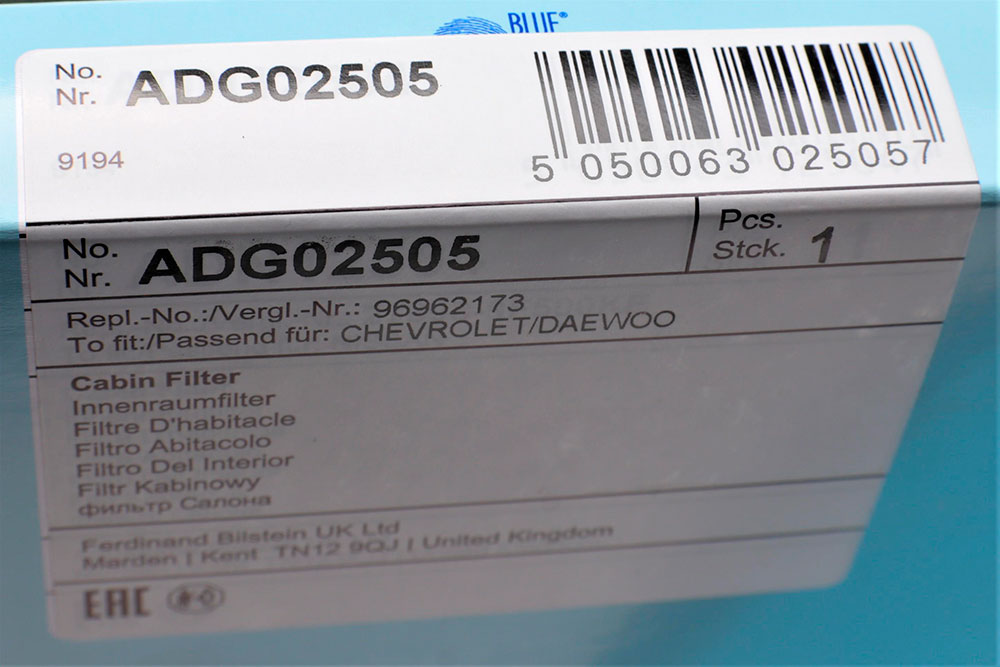 BLUE®
No.
Nr. ADG02505
9194
5 050063 025057
No.
Nr. ADG02505
Pcs.
Stck. 1
Repl.-No.:/Vergl.-Nr.: 96962173
To fit:/Passend für: CHEVROLET/DAEWOO
Cabin Filter
Innenraumfilter
Filtre D'habitacle
Filtro Abitacolo
Filtro Del Interior
Filtr Kabinowy
фильтр Салона
Ferdinand Bilstein UK Ltd
Marden | Kent TN12 9QJ | United Kingdom
EAC